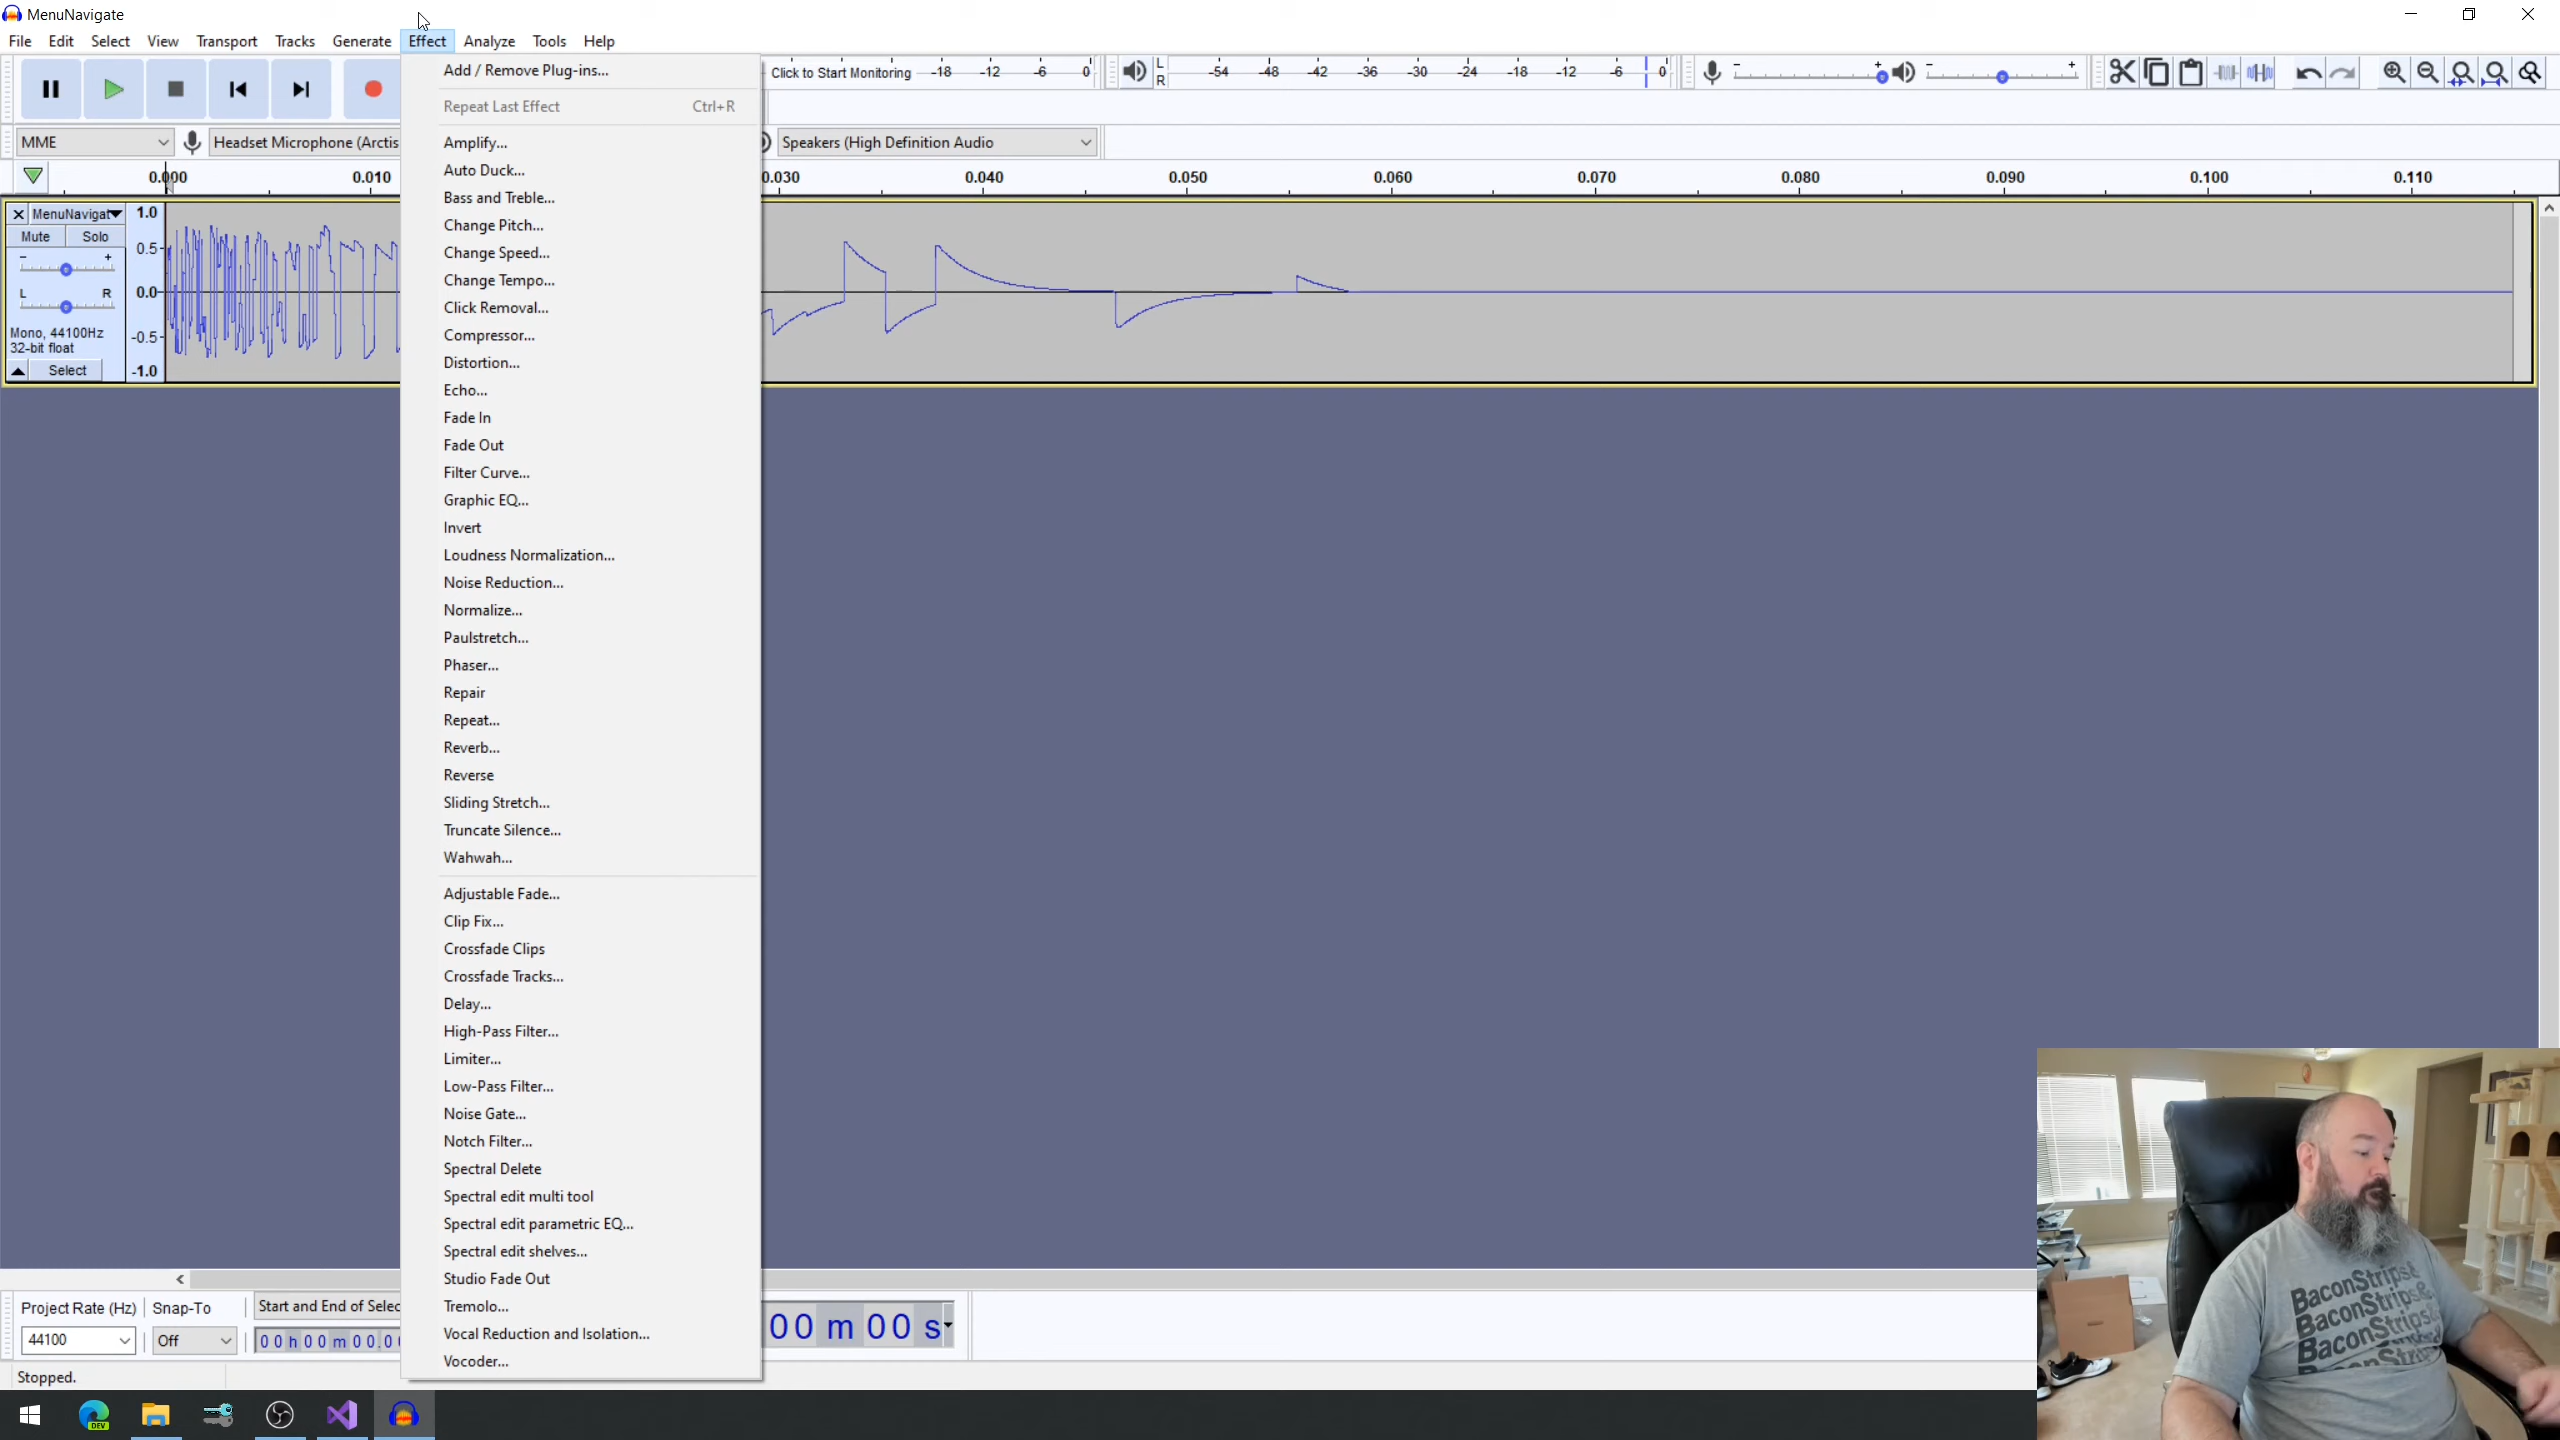 MenuNavigate
File Edit Select View Transport Tracks Generate Effect Analyze Tools Help
Click to Start Monitoring -18 -12 -6 0
L
R
-54 -48 -42 -36 -30 -24 -18 -12 -6 0
- +
- +
MME
Headset Microphone (Arctis
Speakers (High Definition Audio
0.000 0.010 0.030 0.040 0.050 0.060 0.070 0.080 0.090 0.100 0.110
MenuNavigat
Mute Solo
- +
L R
Mono, 44100Hz
32-bit float
Select
1.0
0.5
0.0
-0.5
-1.0
Add / Remove Plug-ins...
Repeat Last Effect Ctrl+R
Amplify...
Auto Duck...
Bass and Treble...
Change Pitch...
Change Speed...
Change Tempo...
Click Removal...
Compressor...
Distortion...
Echo...
Fade In
Fade Out
Filter Curve...
Graphic EQ...
Invert
Loudness Normalization...
Noise Reduction...
Normalize...
Paulstretch...
Phaser...
Repair
Repeat...
Reverb...
Reverse
Sliding Stretch...
Truncate Silence...
Wahwah...
Adjustable Fade...
Clip Fix...
Crossfade Clips
Crossfade Tracks...
Delay...
High-Pass Filter...
Limiter...
Low-Pass Filter...
Noise Gate...
Notch Filter...
Spectral Delete
Spectral edit multi tool
Spectral edit parametric EQ...
Spectral edit shelves...
Studio Fade Out
Tremolo...
Vocal Reduction and Isolation...
Vocoder...
Project Rate (Hz) Snap-To Start and End of Selec
44100 Off 00h00m00.0
00 m 00 s
Stopped.
DEV
BaconStrips&
BaconStrips&
BaconStrips
BaconStrips